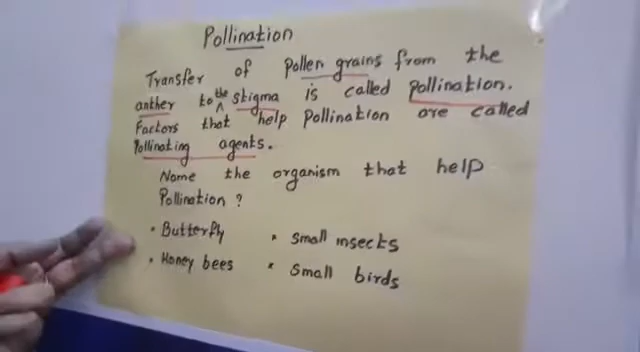 Pollination
Transfer of pollen grains from the
anther to the stigma is called pollination.
Factors that help pollination are called
Pollinating agents.
Name the organism that help
Pollination ?
• Butterfly • Small insects
• Honey bees • Small birds